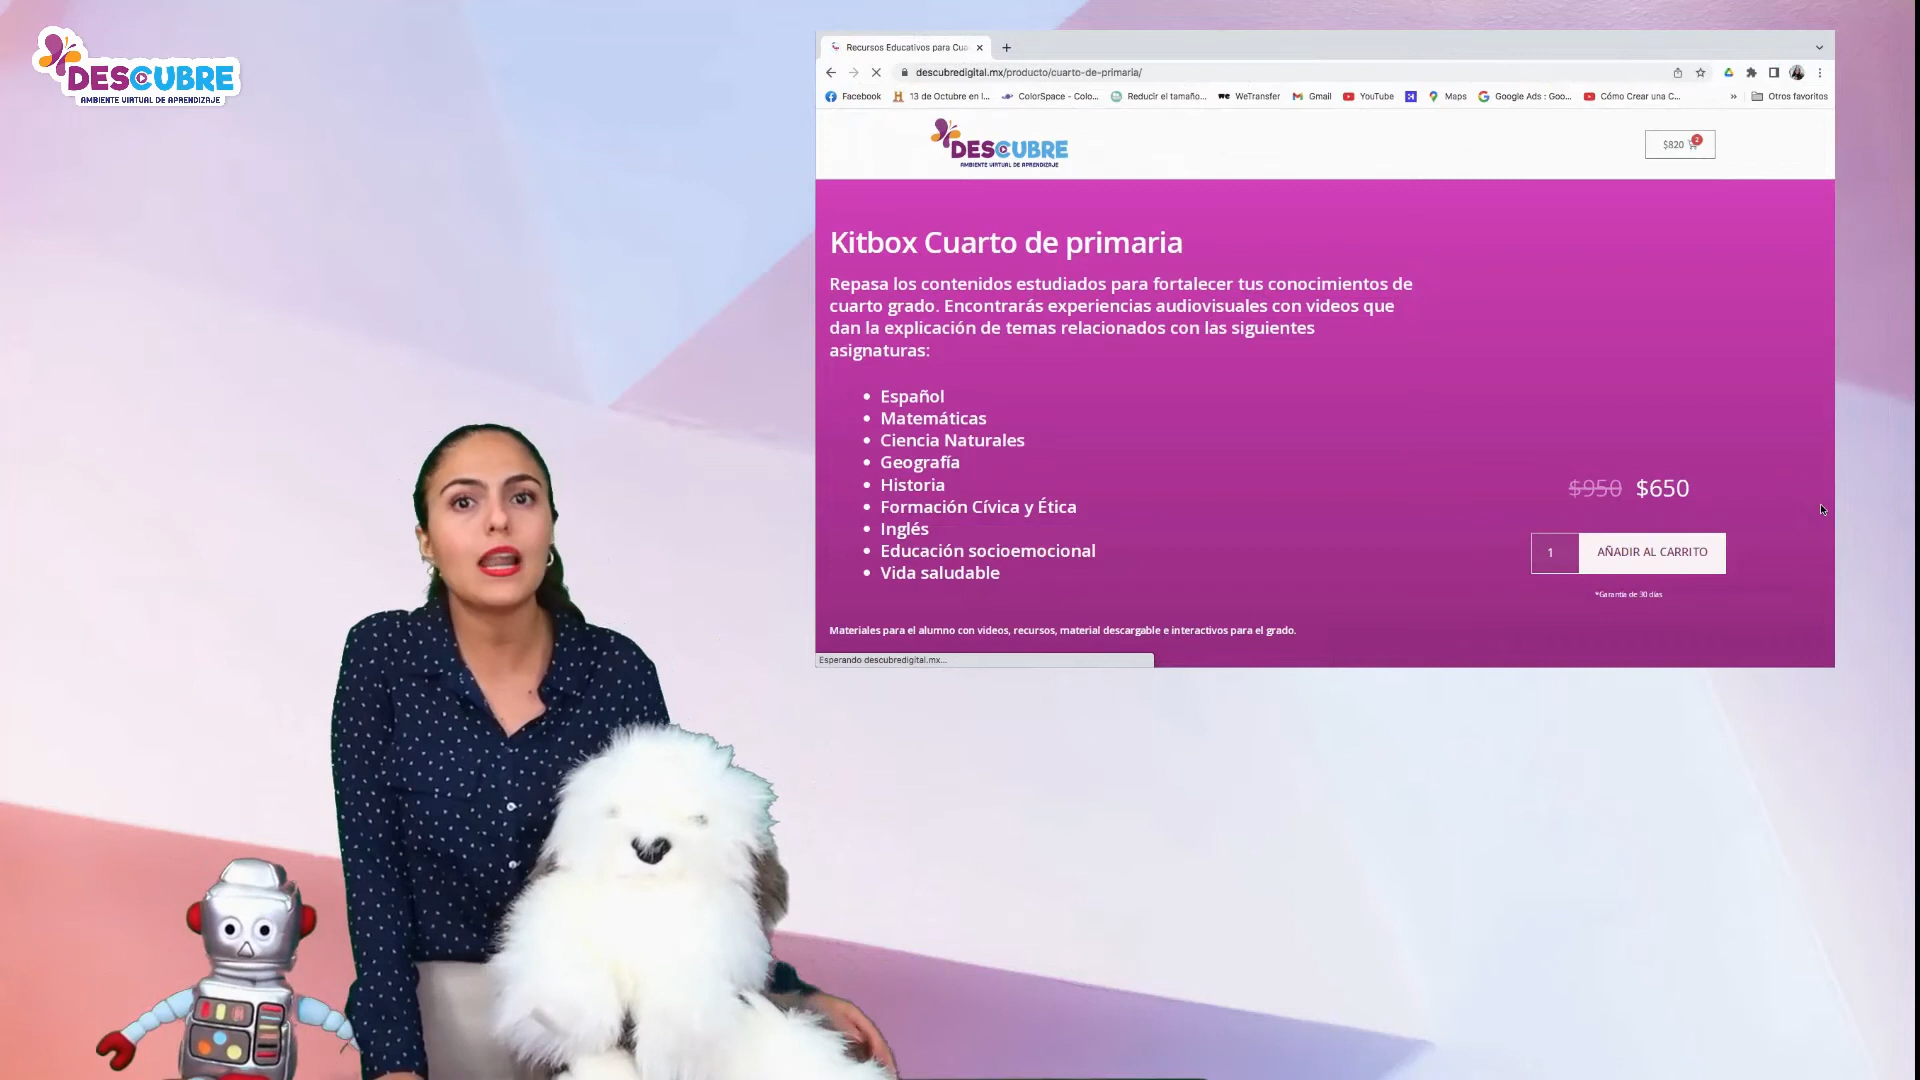 DESCUBRE
AMBIENTE VIRTUAL DE APRENDIZAJE
Recursos Educativos para Cua
descubredigital.mx/producto/cuarto-de-primaria/
Facebook
13 de Octubre en l...
ColorSpace - Colo...
Reducir el tamaño...
WeTransfer
Gmail
YouTube
Maps
Google Ads : Goo...
Cómo Crear una C...
»
Otros favoritos
DESCUBRE
AMBIENTE VIRTUAL DE APRENDIZAJE
$820
2
Kitbox Cuarto de primaria
Repasa los contenidos estudiados para fortalecer tus conocimientos de
cuarto grado. Encontrarás experiencias audiovisuales con videos que
dan la explicación de temas relacionados con las siguientes
asignaturas:
• Español
• Matemáticas
• Ciencia Naturales
• Geografía
• Historia
• Formación Cívica y Ética
• Inglés
• Educación socioemocional
• Vida saludable
$950 $650
1
AÑADIR AL CARRITO
*Garantía de 30 días
Materiales para el alumno con videos, recursos, material descargable e interactivos para el grado.
Esperando descubredigital.mx...